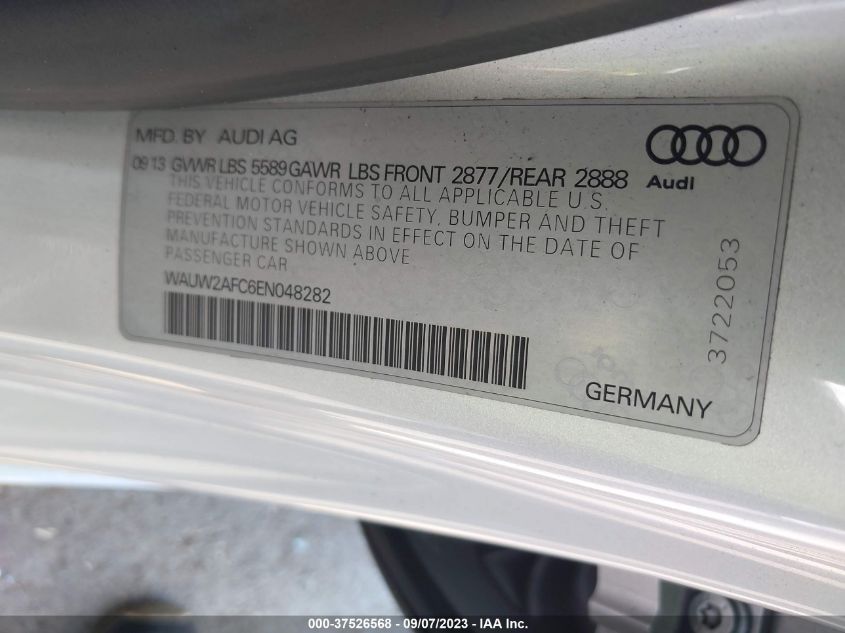 MFD. BY AUDI AG
09 13 GVWR LBS 5589 GAWR LBS FRONT 2877/REAR 2888
THIS VEHICLE CONFORMS TO ALL APPLICABLE U.S.
FEDERAL MOTOR VEHICLE SAFETY, BUMPER AND THEFT
PREVENTION STANDARDS IN EFFECT ON THE DATE OF
MANUFACTURE SHOWN ABOVE
PASSENGER CAR
WAUW2AFC6EN048282
Audi
3722053
GERMANY
000-37526568 - 09/07/2023 - IAA Inc.